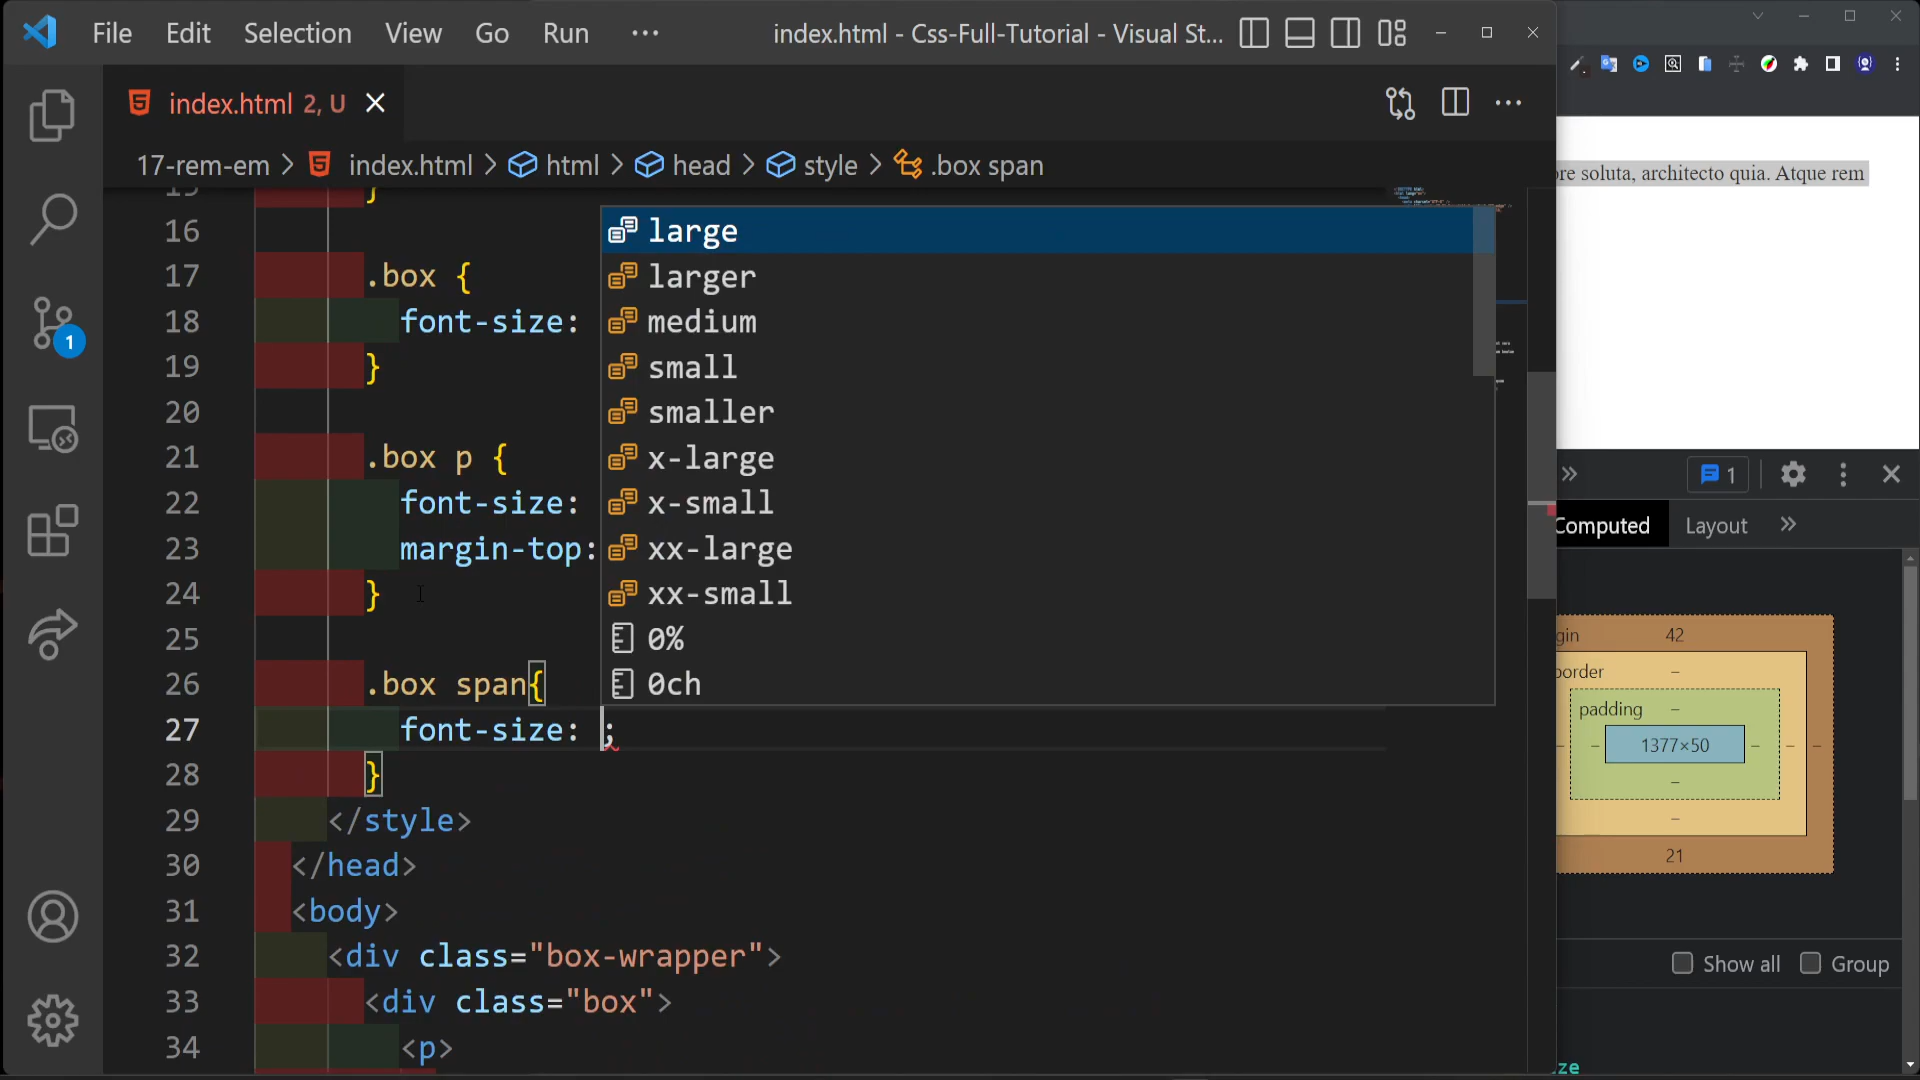 File Edit Selection View Go Run ··· index.html - Css-Full-Tutorial - Visual St...
index.html 2, U
17-rem-em > index.html > html > head > style > .box span
15 }
16
17 .box {
18 font-size:
19 }
20
21 .box p {
22 font-size:
23 margin-top:
24 }
25
26 .box span{
27 font-size: ;
28 }
29 </style>
30 </head>
31 <body>
32 <div class="box-wrapper">
33 <div class="box">
34 <p>
large
larger
medium
small
smaller
x-large
x-small
xx-large
xx-small
0%
0ch
1
ore soluta, architecto quia. Atque rem
1
Computed Layout
gin 42
border –
padding –
1377×50
–
–
21
Show all Group
ze